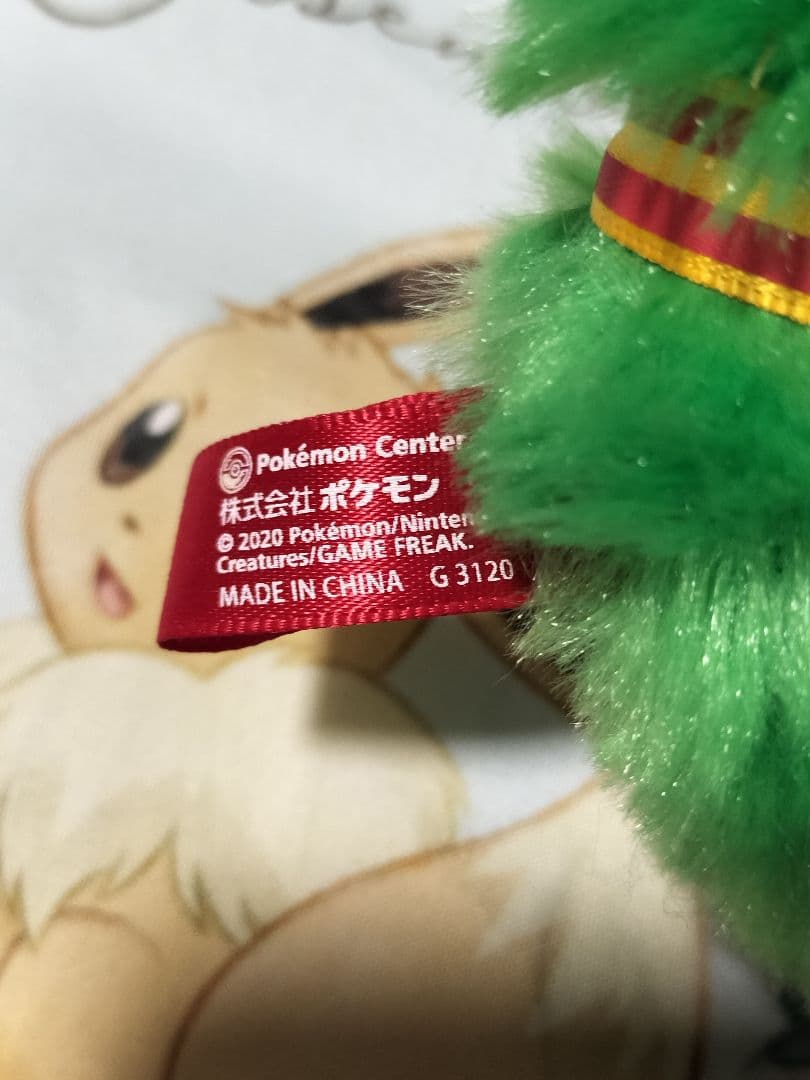 Pokémon Center
株式会社ポケモン
© 2020 Pokémon/Ninten
Creatures/GAME FREAK.
MADE IN CHINA G 3120